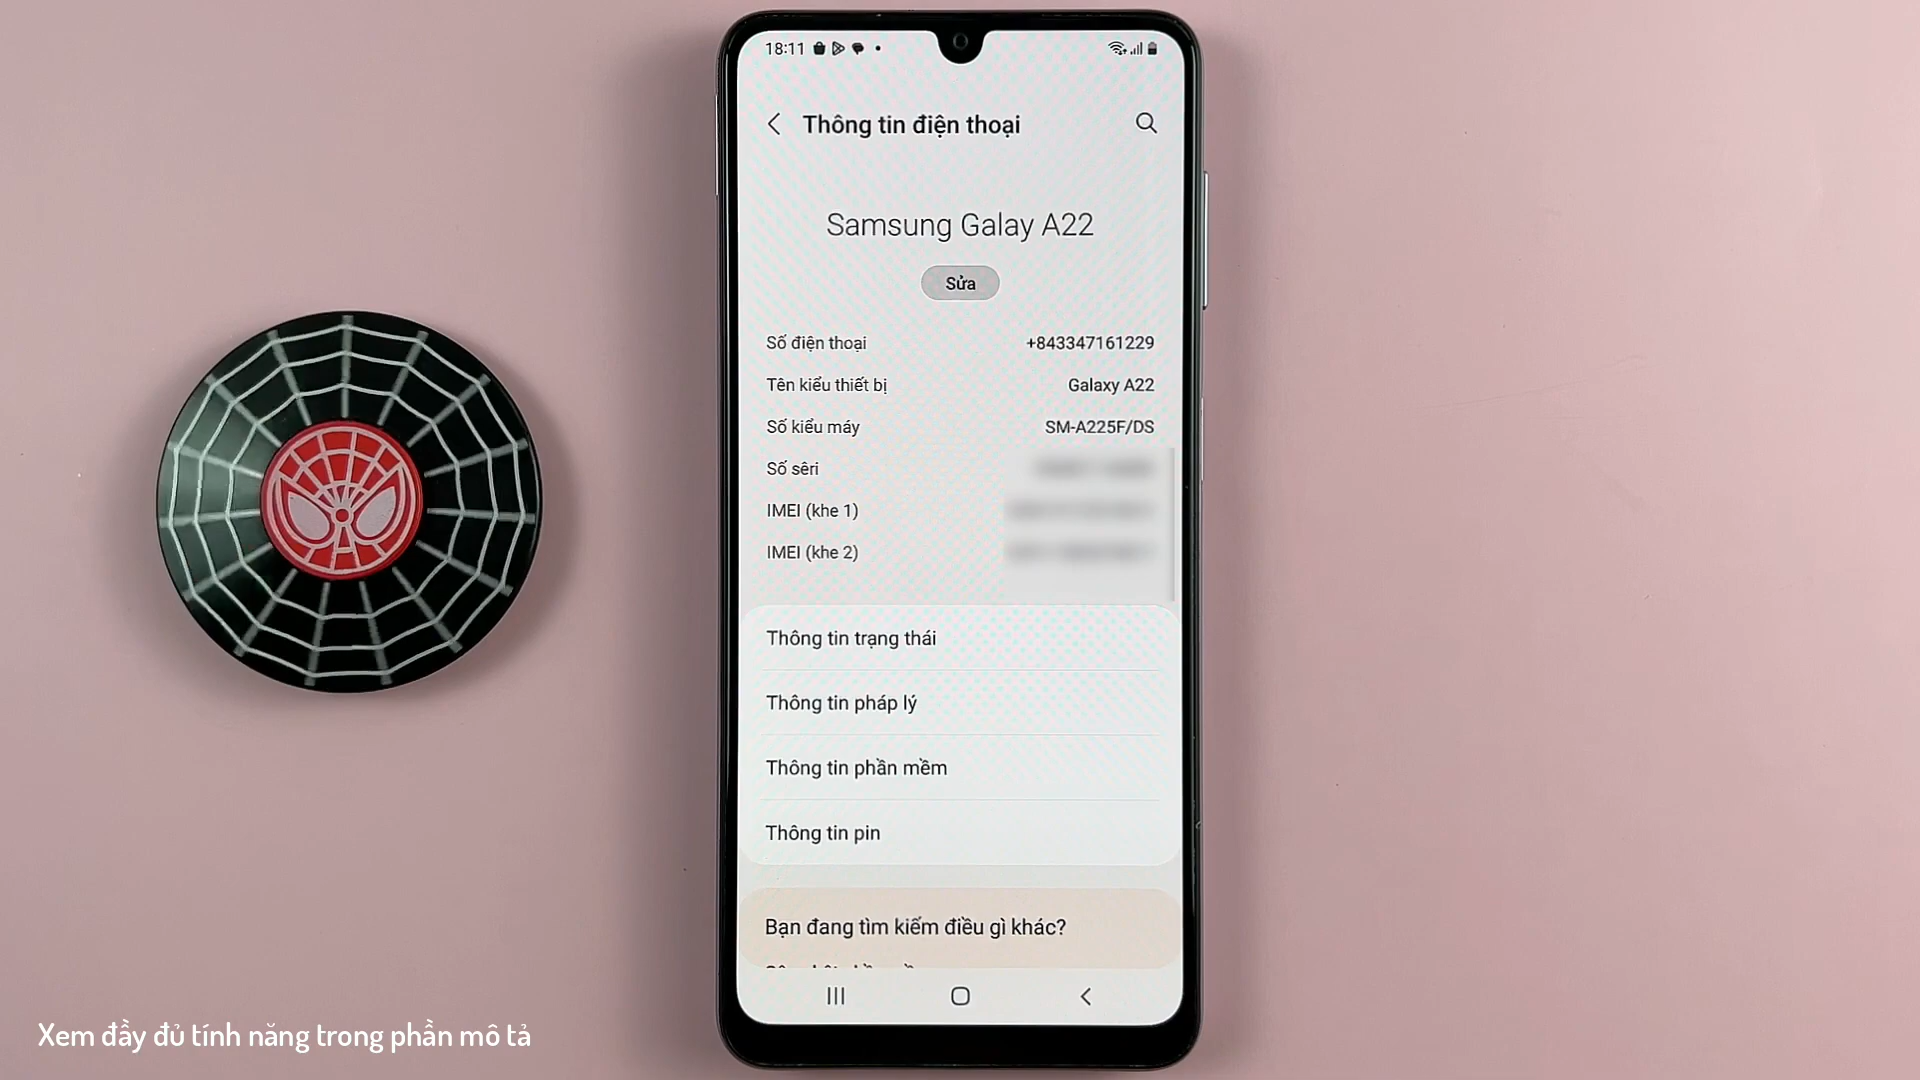 18:11
Thông tin điện thoại
Samsung Galay A22
Sửa
Số điện thoại +843347161229
Tên kiểu thiết bị Galaxy A22
Số kiểu máy SM-A225F/DS
Số sêri
IMEI (khe 1)
IMEI (khe 2)
Thông tin trạng thái
Thông tin pháp lý
Thông tin phần mềm
Thông tin pin
Bạn đang tìm kiếm điều gì khác?
Xem đầy đủ tính năng trong phần mô tả